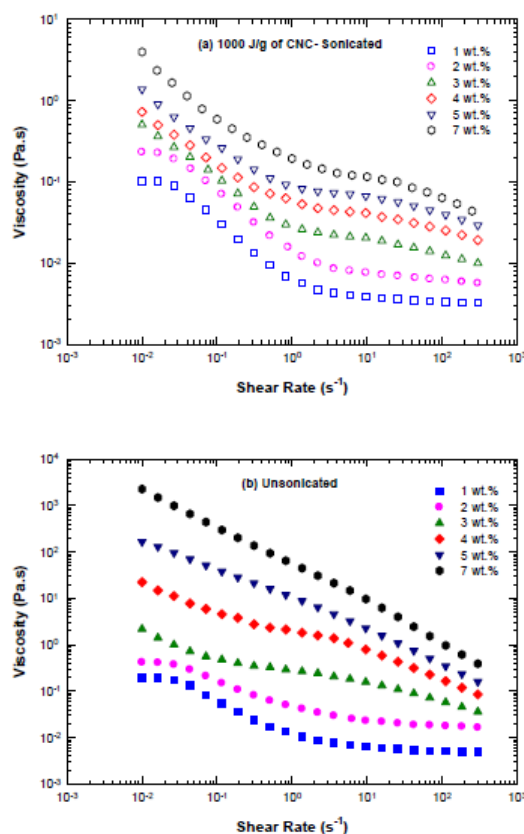 (a) 1000 J/g of CNC- Sonicated
1 wt.%
2 wt.%
3 wt.%
4 wt.%
5 wt.%
7 wt.%
Viscosity (Pa.s)
10¹
10⁰
10⁻¹
10⁻²
10⁻³
10⁻³ 10⁻² 10⁻¹ 10⁰ 10¹ 10² 10³
Shear Rate (s⁻¹)
(b) Unsonicated
1 wt.%
2 wt.%
3 wt.%
4 wt.%
5 wt.%
7 wt.%
Viscosity (Pa.s)
10⁴
10³
10²
10¹
10⁰
10⁻¹
10⁻²
10⁻³
10⁻³ 10⁻² 10⁻¹ 10⁰ 10¹ 10² 10³
Shear Rate (s⁻¹)